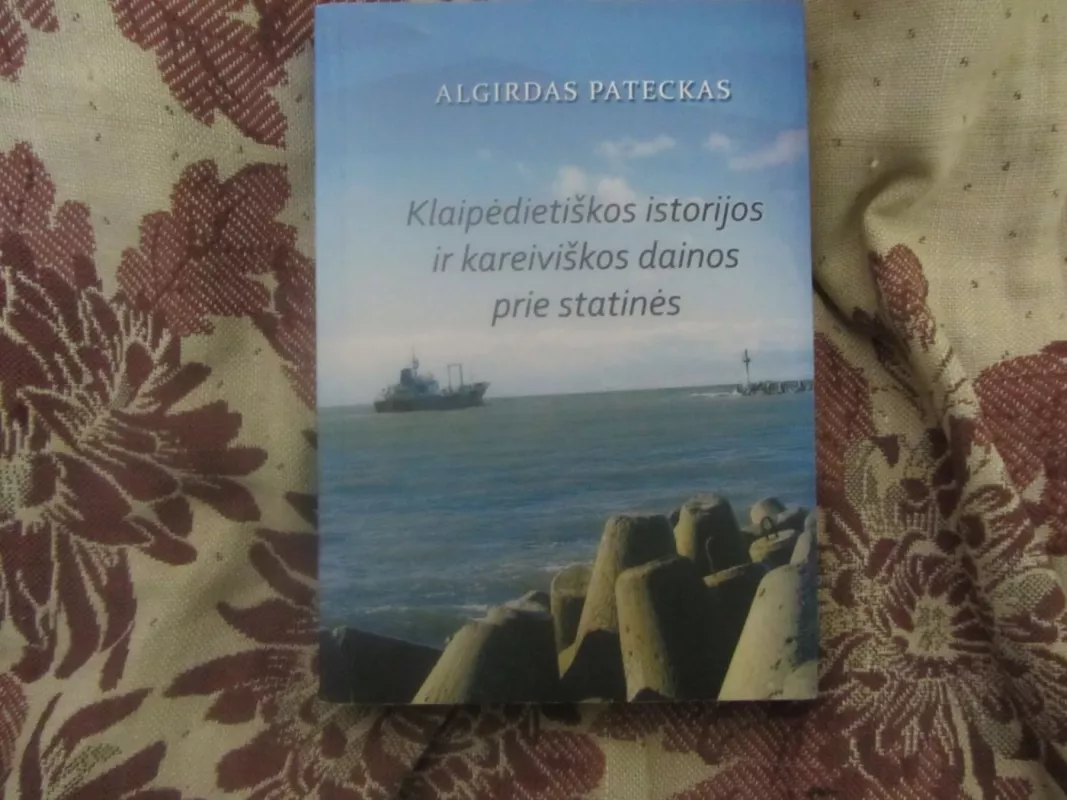 ALGIRDAS PATECKAS
Klaipėdietiškos istorijos
ir kareiviškos dainos
prie statinės